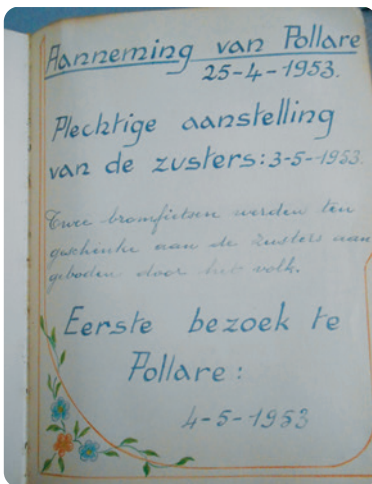 Aanneming van Pollare
25-4-1953.
Plechtige aanstelling
van de zusters: 3-5-1953.
Twee bromfietsen werden ten
geschenke aan de zusters aan
geboden door het volk.
Eerste bezoek te
Pollare:
4-5-1953